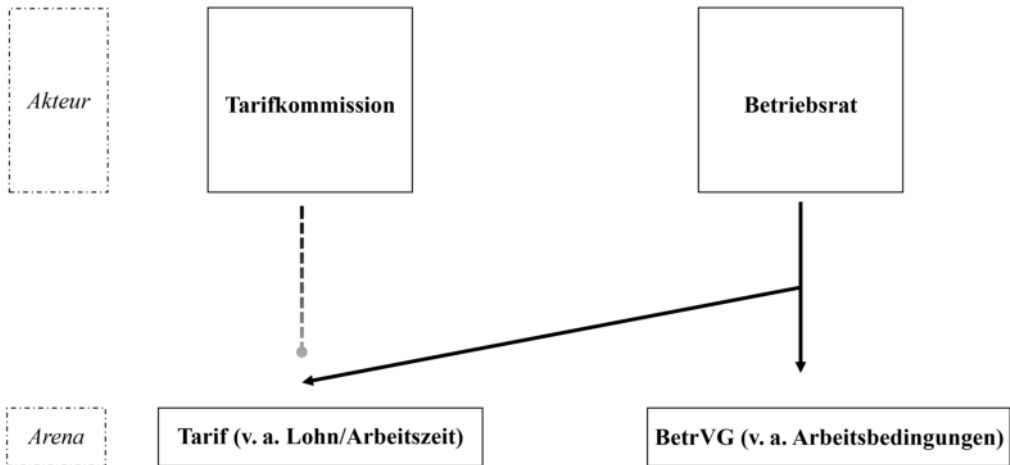 Akteur
Tarifkommission
Betriebsrat
Arena
Tarif (v. a. Lohn/Arbeitszeit)
BetrVG (v. a. Arbeitsbedingungen)